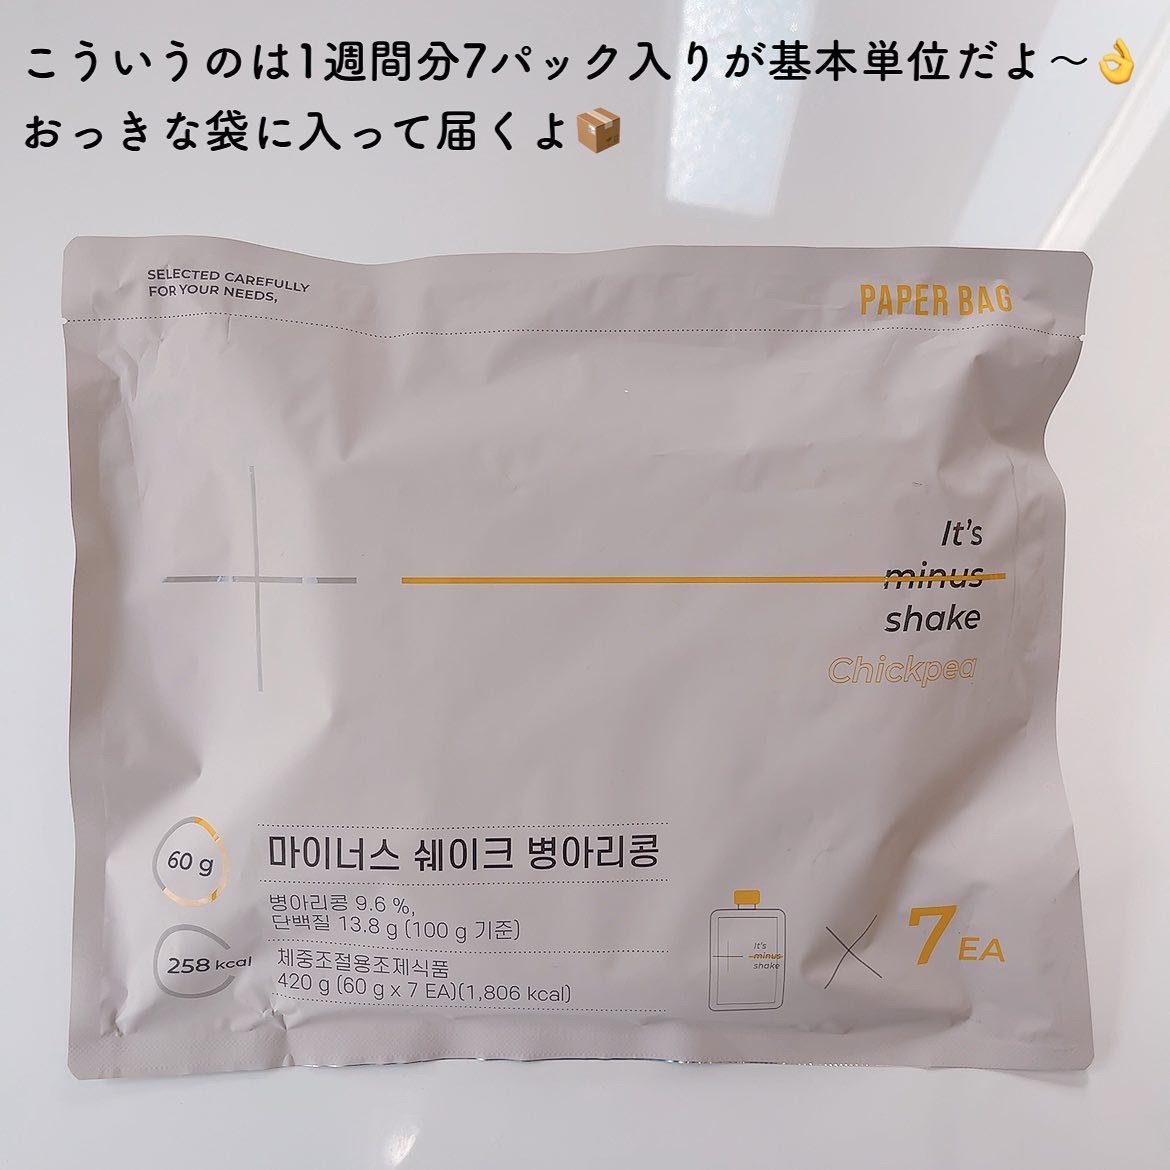 こういうのは1週間分7パック入りが基本単位だよ〜👌
おっきな袋に入って届くよ📦
SELECTED CAREFULLY
FOR YOUR NEEDS,
PAPER BAG
It's
minus
shake
Chickpea
60 g
마이너스 쉐이크 병아리콩
병아리콩 9.6 %,
단백질 13.8 g (100 g 기준)
258 kcal
체중조절용조제식품
420 g (60 g x 7 EA)(1,806 kcal)
It's
minus
shake
7 EA